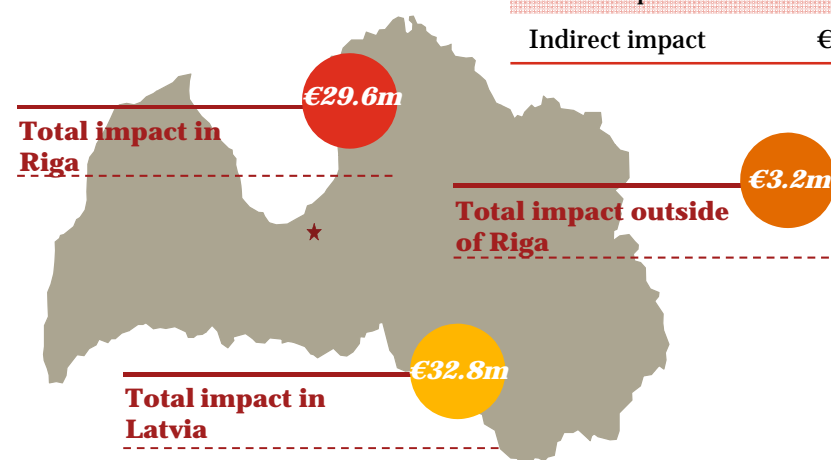 Indirect impact €
€29.6m
Total impact in
Riga
€3.2m
Total impact outside
of Riga
€32.8m
Total impact in
Latvia